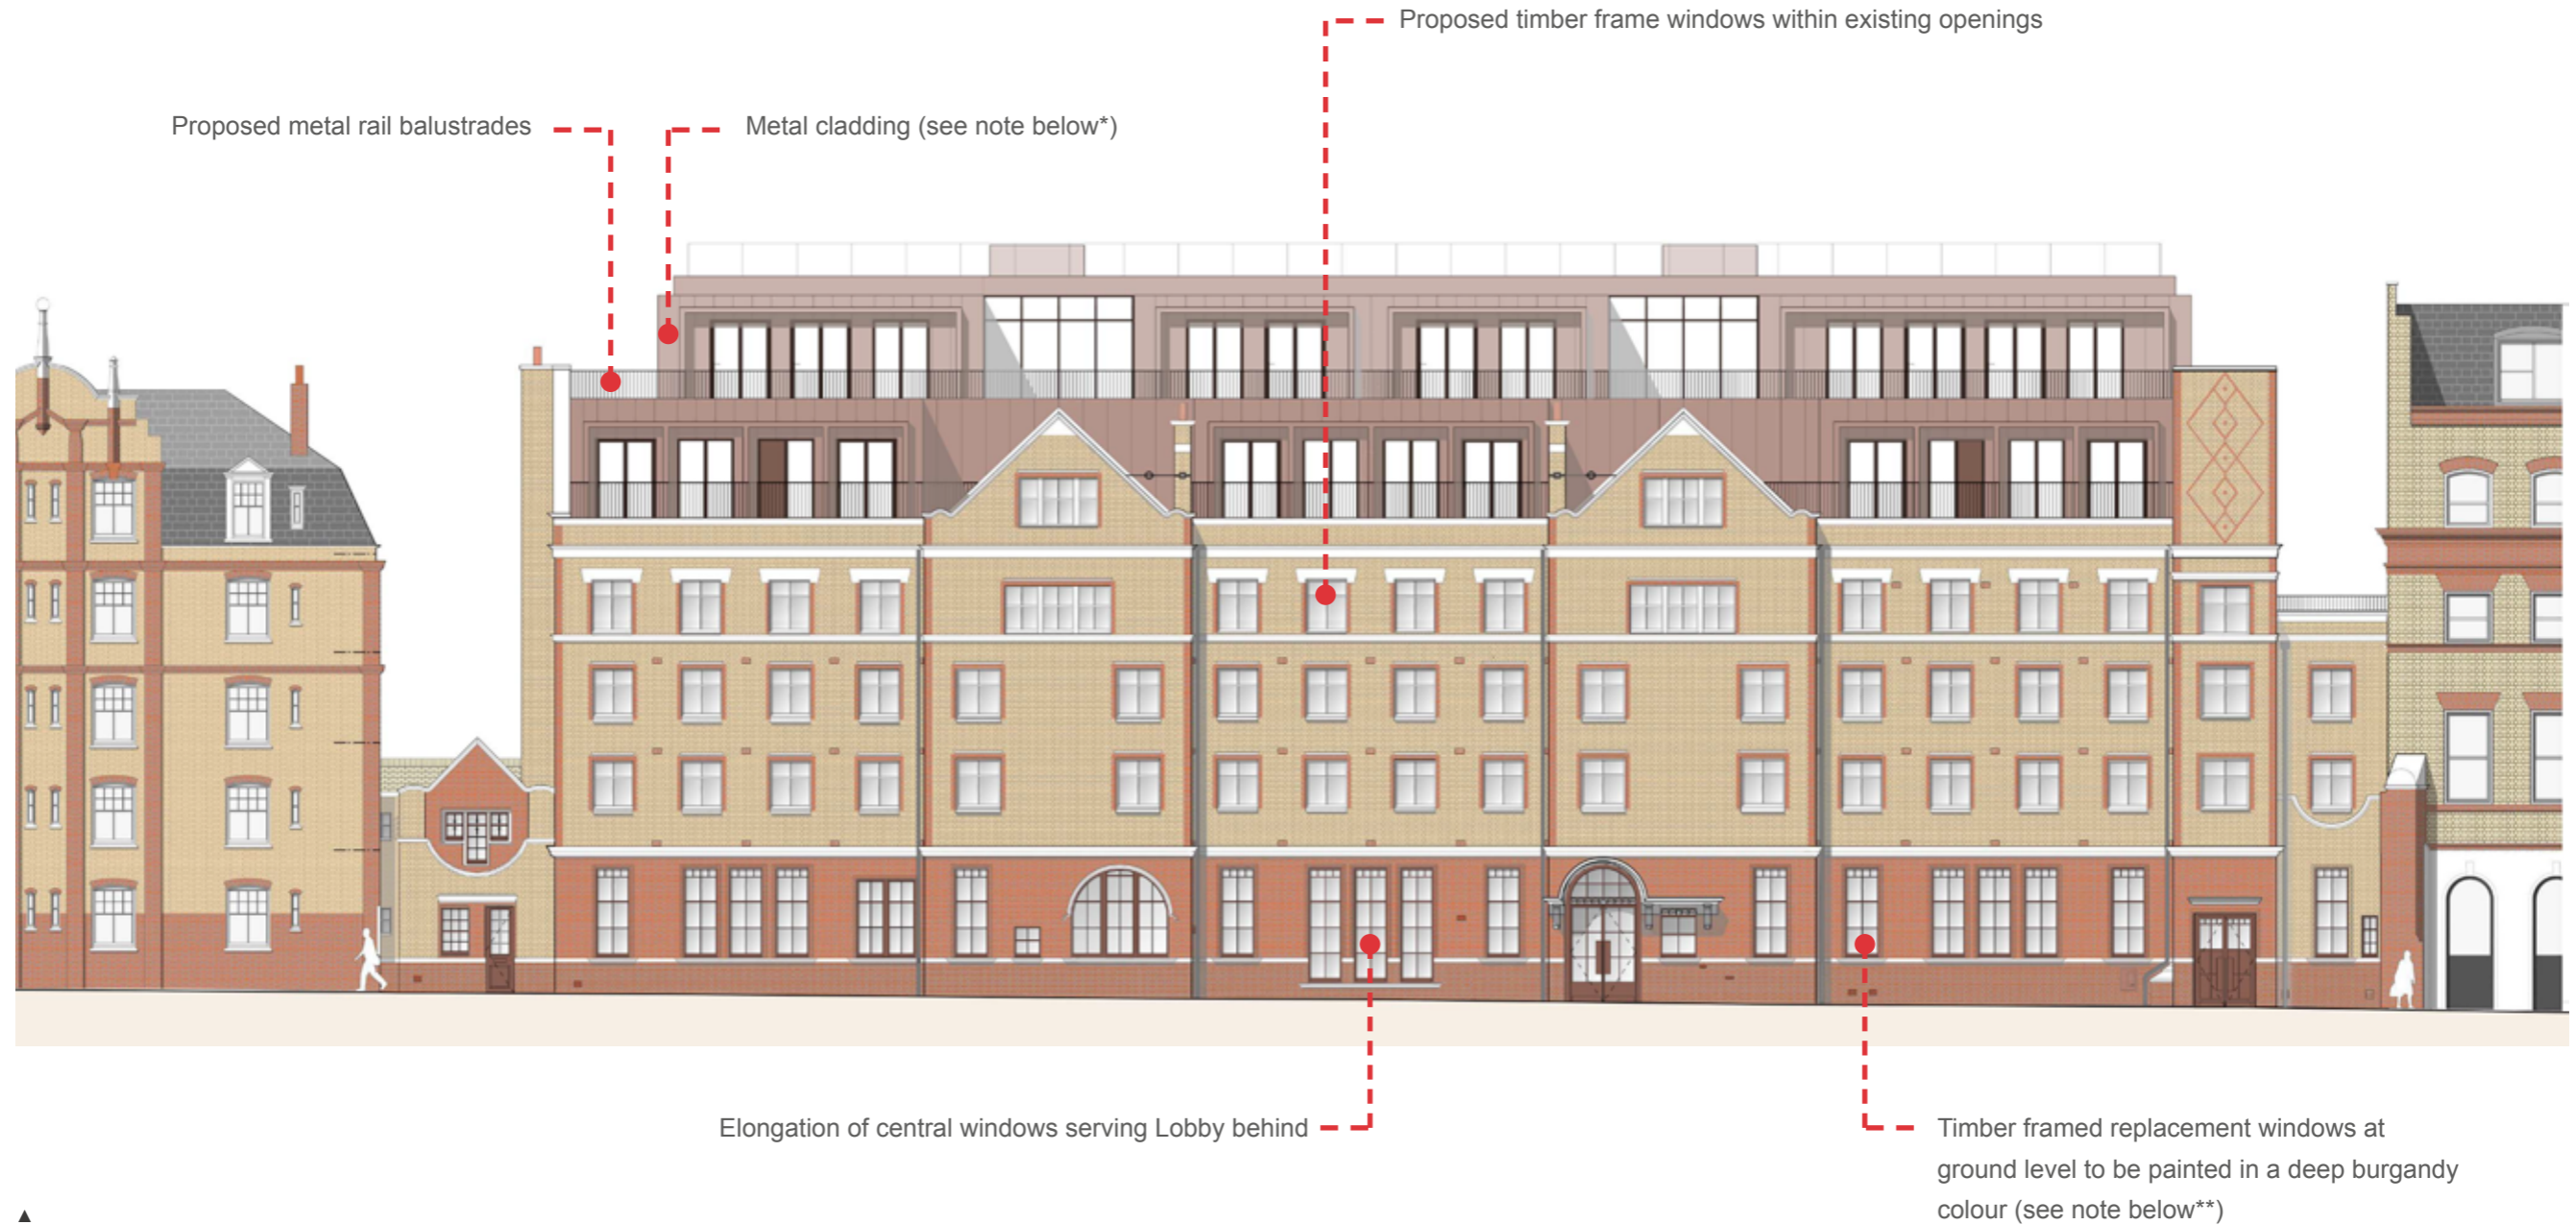 Proposed timber frame windows within existing openings
Proposed metal rail balustrades
Metal cladding (see note below*)
Elongation of central windows serving Lobby behind
Timber framed replacement windows at
ground level to be painted in a deep burgandy
colour (see note below**)